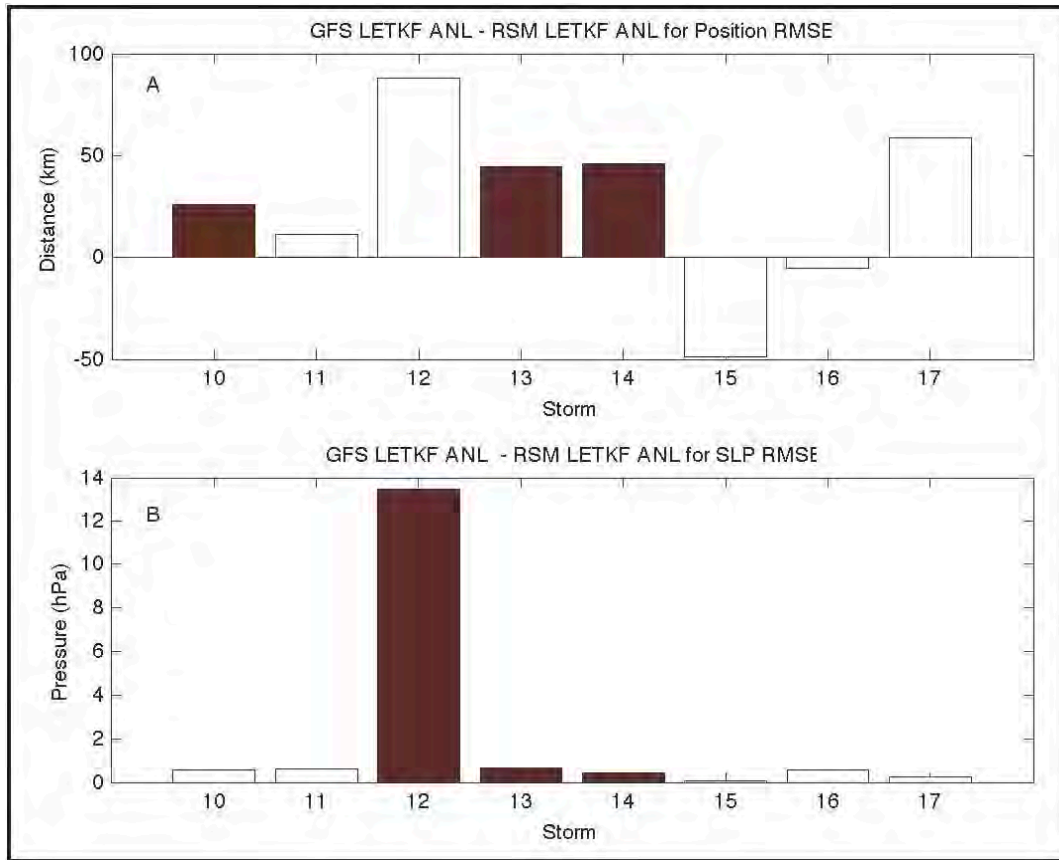 GFS LETKF ANL - RSM LETKF ANL for Position RMSE
A
Distance (km)
100
50
0
-50
10 11 12 13 14 15 16 17
Storm
GFS LETKF ANL - RSM LETKF ANL for SLP RMSE
B
Pressure (hPa)
14
12
10
8
6
4
2
0
10 11 12 13 14 15 16 17
Storm